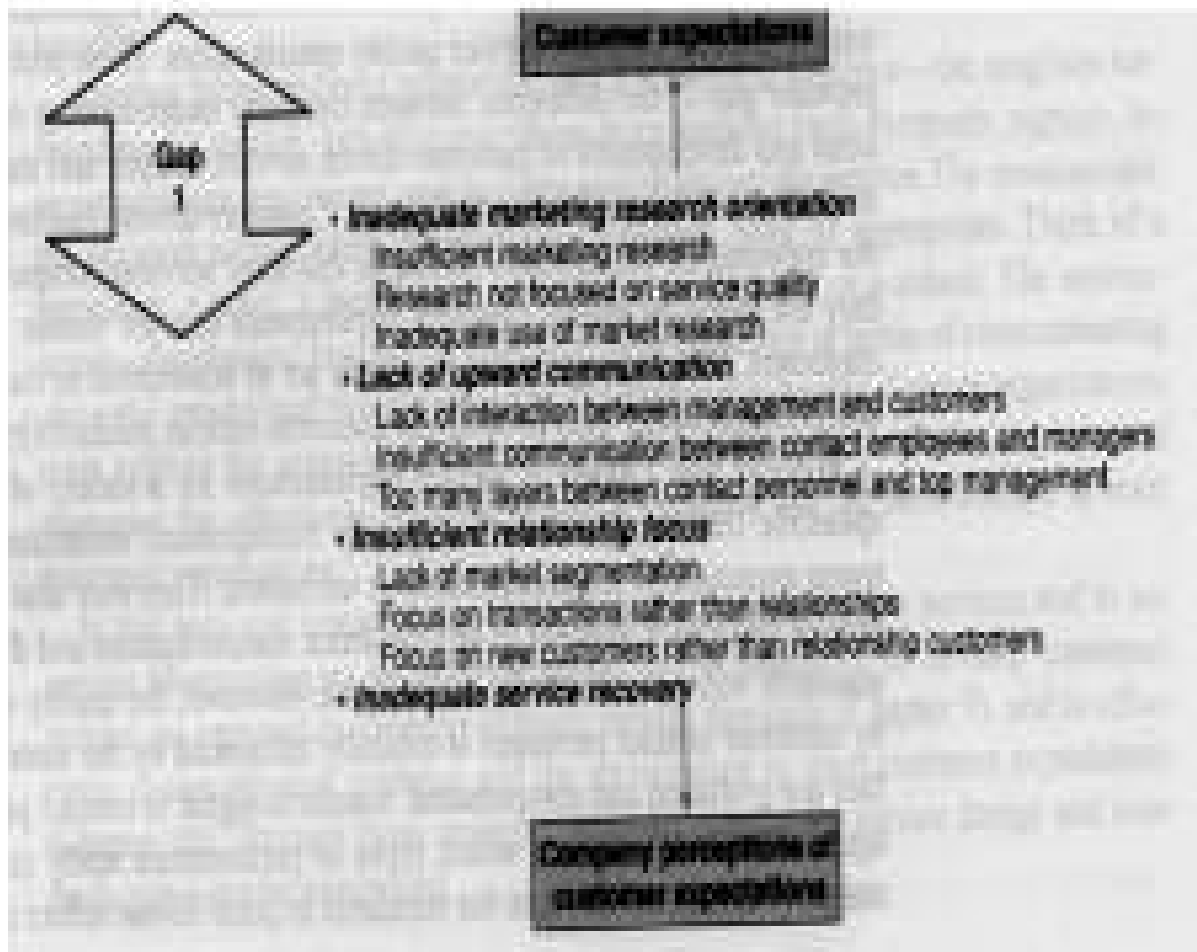 Customer expectations
Gap
1
• Inadequate marketing research orientation
Insufficient marketing research
Research not focused on service quality
Inadequate use of market research
• Lack of upward communication
Lack of interaction between management and customers
Insufficient communication between contact employees and managers
Too many layers between contact personnel and top management
• Insufficient relationship focus
Lack of market segmentation
Focus on transactions rather than relationships
Focus on new customers rather than relationship customers
• Inadequate service recovery
Company perceptions of
customer expectations